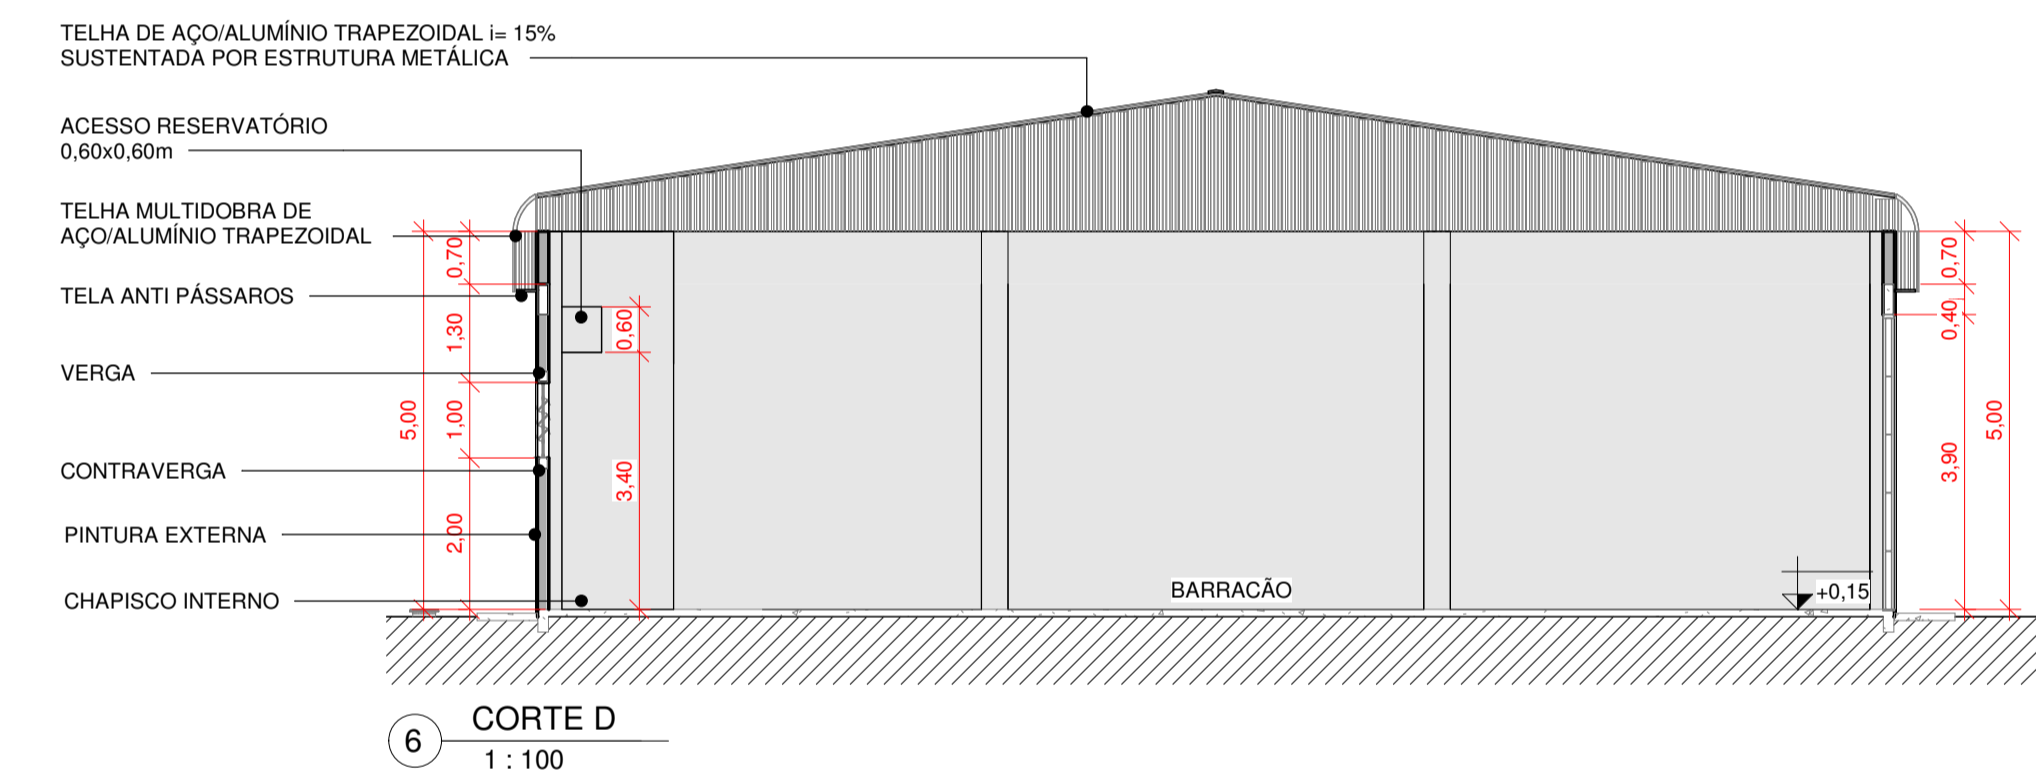 TELHA DE AÇO/ALUMÍNIO TRAPEZOIDAL i= 15%
SUSTENTADA POR ESTRUTURA METÁLICA
ACESSO RESERVATÓRIO
0,60x0,60m
TELHA MULTIDOBRA DE
AÇO/ALUMÍNIO TRAPEZOIDAL
TELA ANTI PÁSSAROS
VERGA
CONTRAVERGA
PINTURA EXTERNA
CHAPISCO INTERNO
5,00
0,70
1,30
1,00
2,00
0,60
3,40
BARRACÃO
+0,15
0,70
0,40
3,90
5,00
6
CORTE D
1 : 100